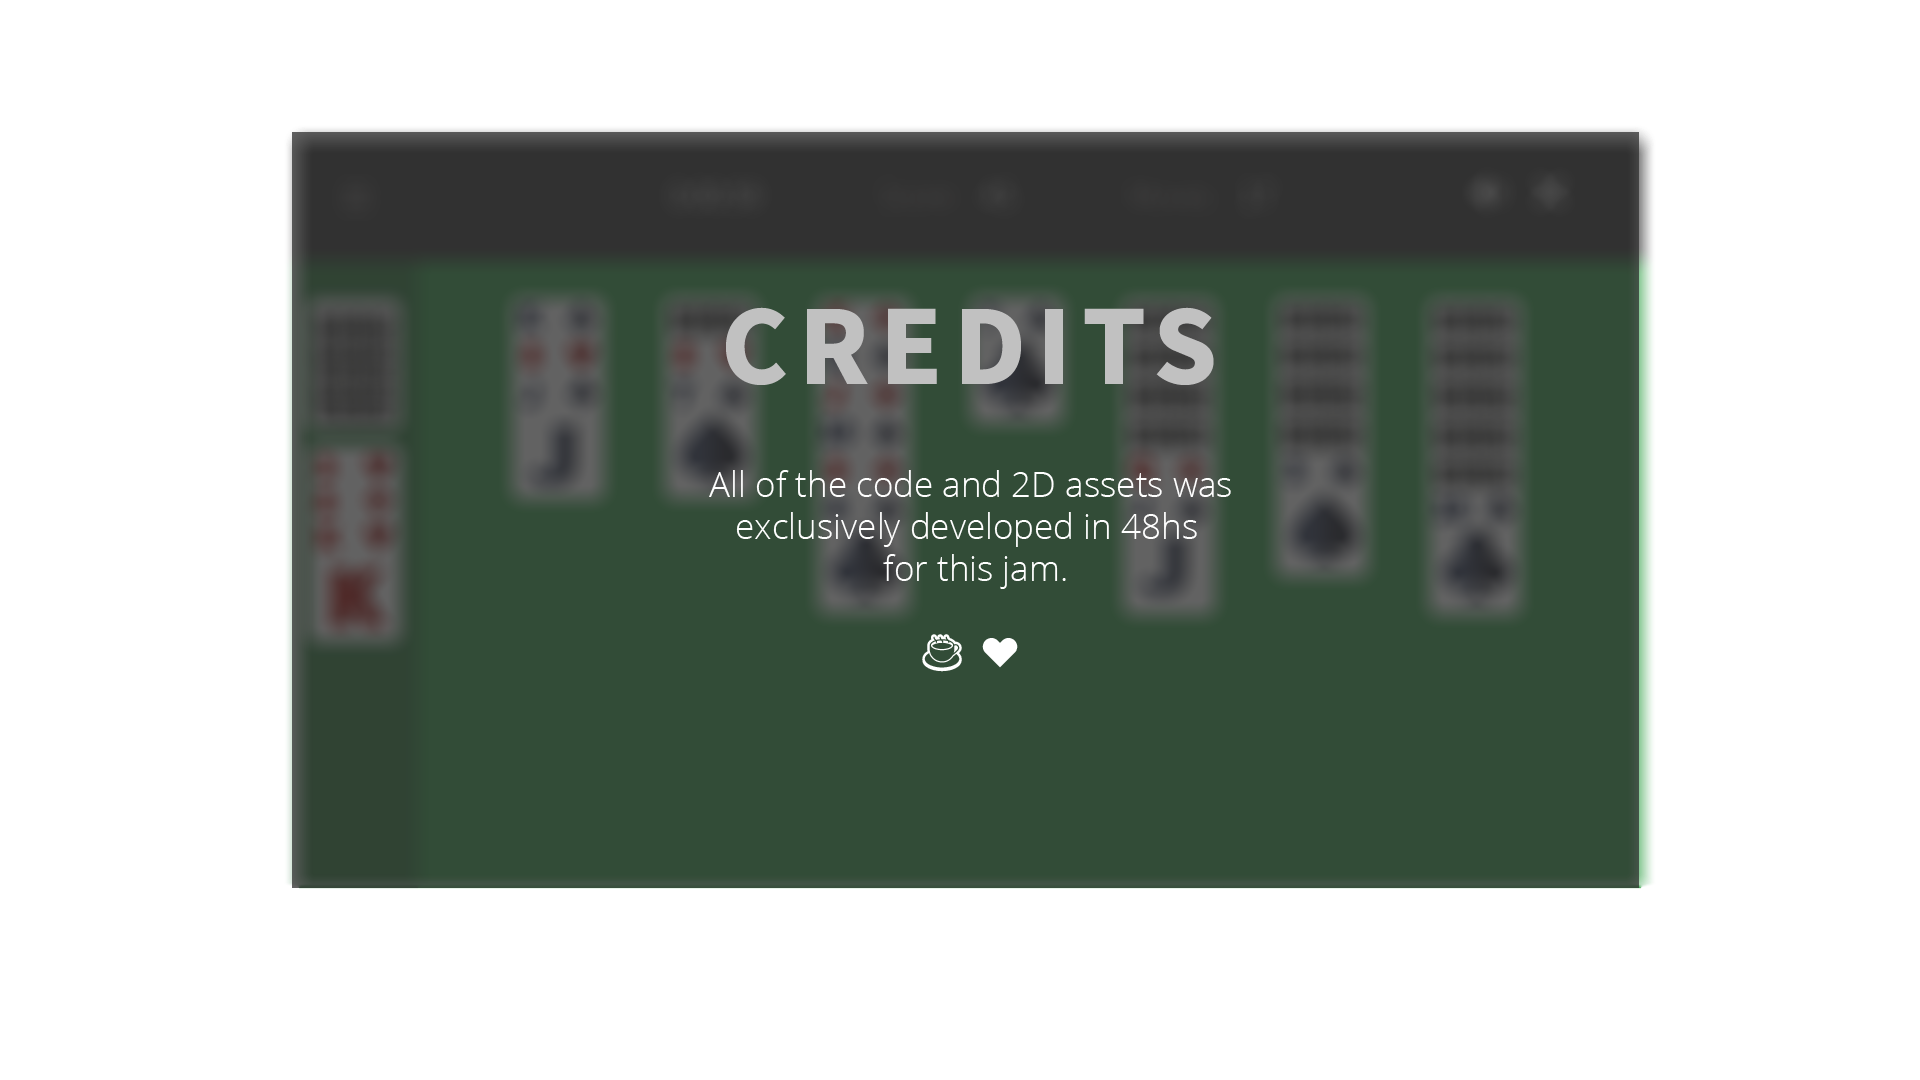 CREDITS
All of the code and 2D assets was
exclusively developed in 48hs
for this jam.